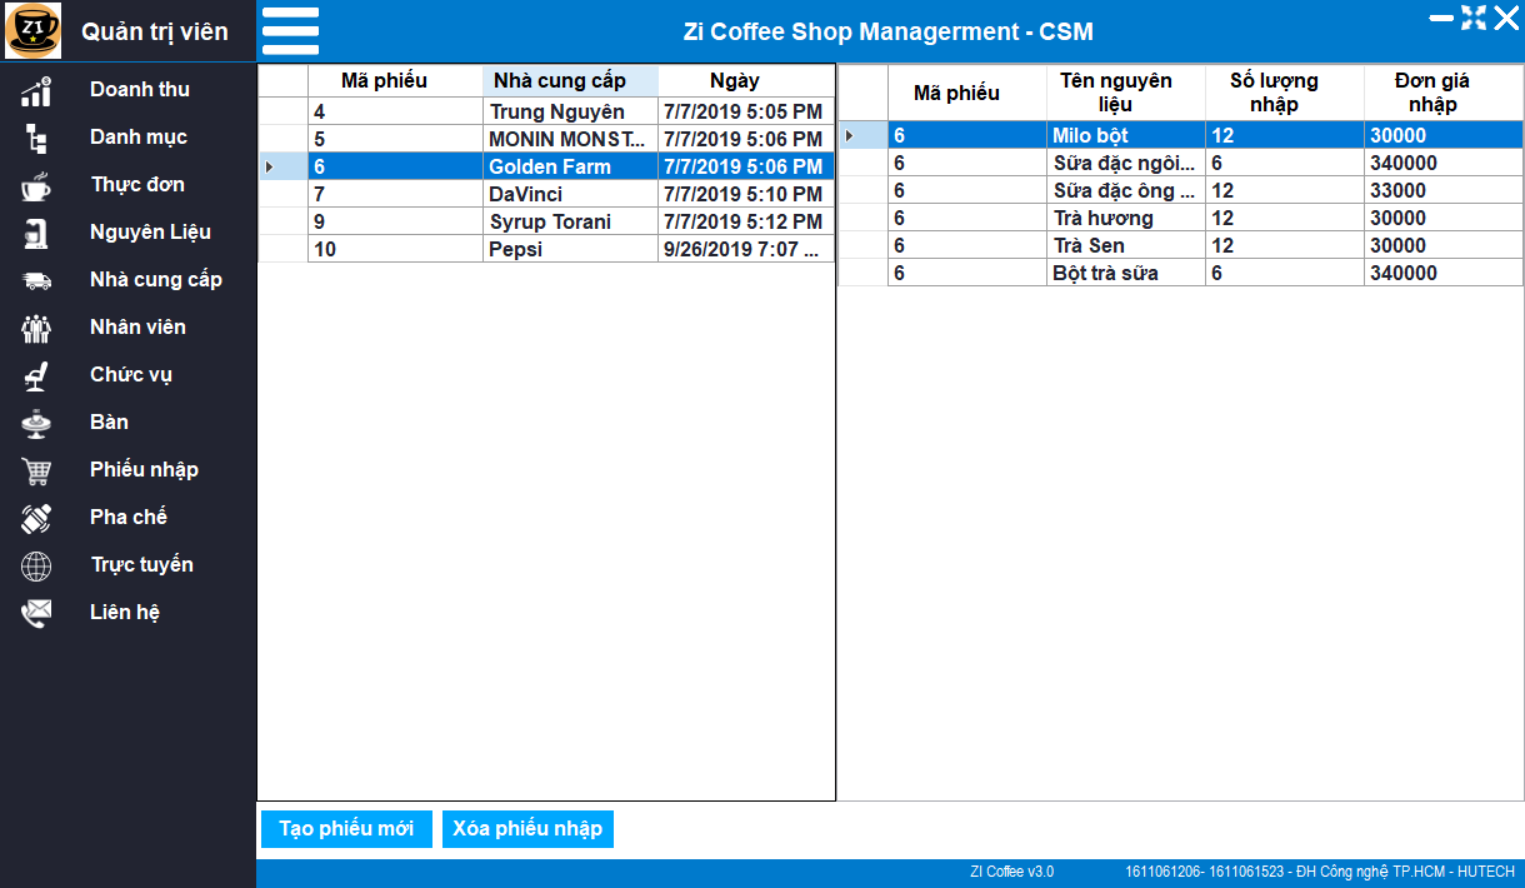 ZI
Quản trị viên
Zi Coffee Shop Managerment - CSM
Doanh thu
Danh mục
Thực đơn
Nguyên Liệu
Nhà cung cấp
Nhân viên
Chức vụ
Bàn
Phiếu nhập
Pha chế
Trực tuyến
Liên hệ
Mã phiếu Nhà cung cấp Ngày
4 Trung Nguyên 7/7/2019 5:05 PM
5 MONIN MONST... 7/7/2019 5:06 PM
6 Golden Farm 7/7/2019 5:06 PM
7 DaVinci 7/7/2019 5:10 PM
9 Syrup Torani 7/7/2019 5:12 PM
10 Pepsi 9/26/2019 7:07 ...
Mã phiếu Tên nguyên liệu Số lượng nhập Đơn giá nhập
6 Milo bột 12 30000
6 Sữa đặc ngôi... 6 340000
6 Sữa đặc ông ... 12 33000
6 Trà hương 12 30000
6 Trà Sen 12 30000
6 Bột trà sữa 6 340000
Tạo phiếu mới Xóa phiếu nhập
ZI Coffee v3.0 1611061206- 1611061523 - ĐH Công nghệ TP.HCM - HUTECH